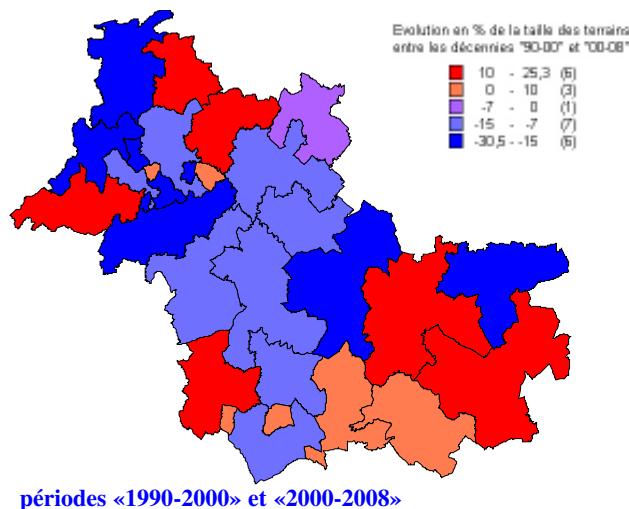 Evolution en % de la taille des terrains
entre les décennies "90-00" et "00-08"
10 - 25,3 (6)
0 - 10 (3)
-7 - 0 (1)
-15 - -7 (7)
-30,5 - -15 (6)
périodes «1990-2000» et «2000-2008»